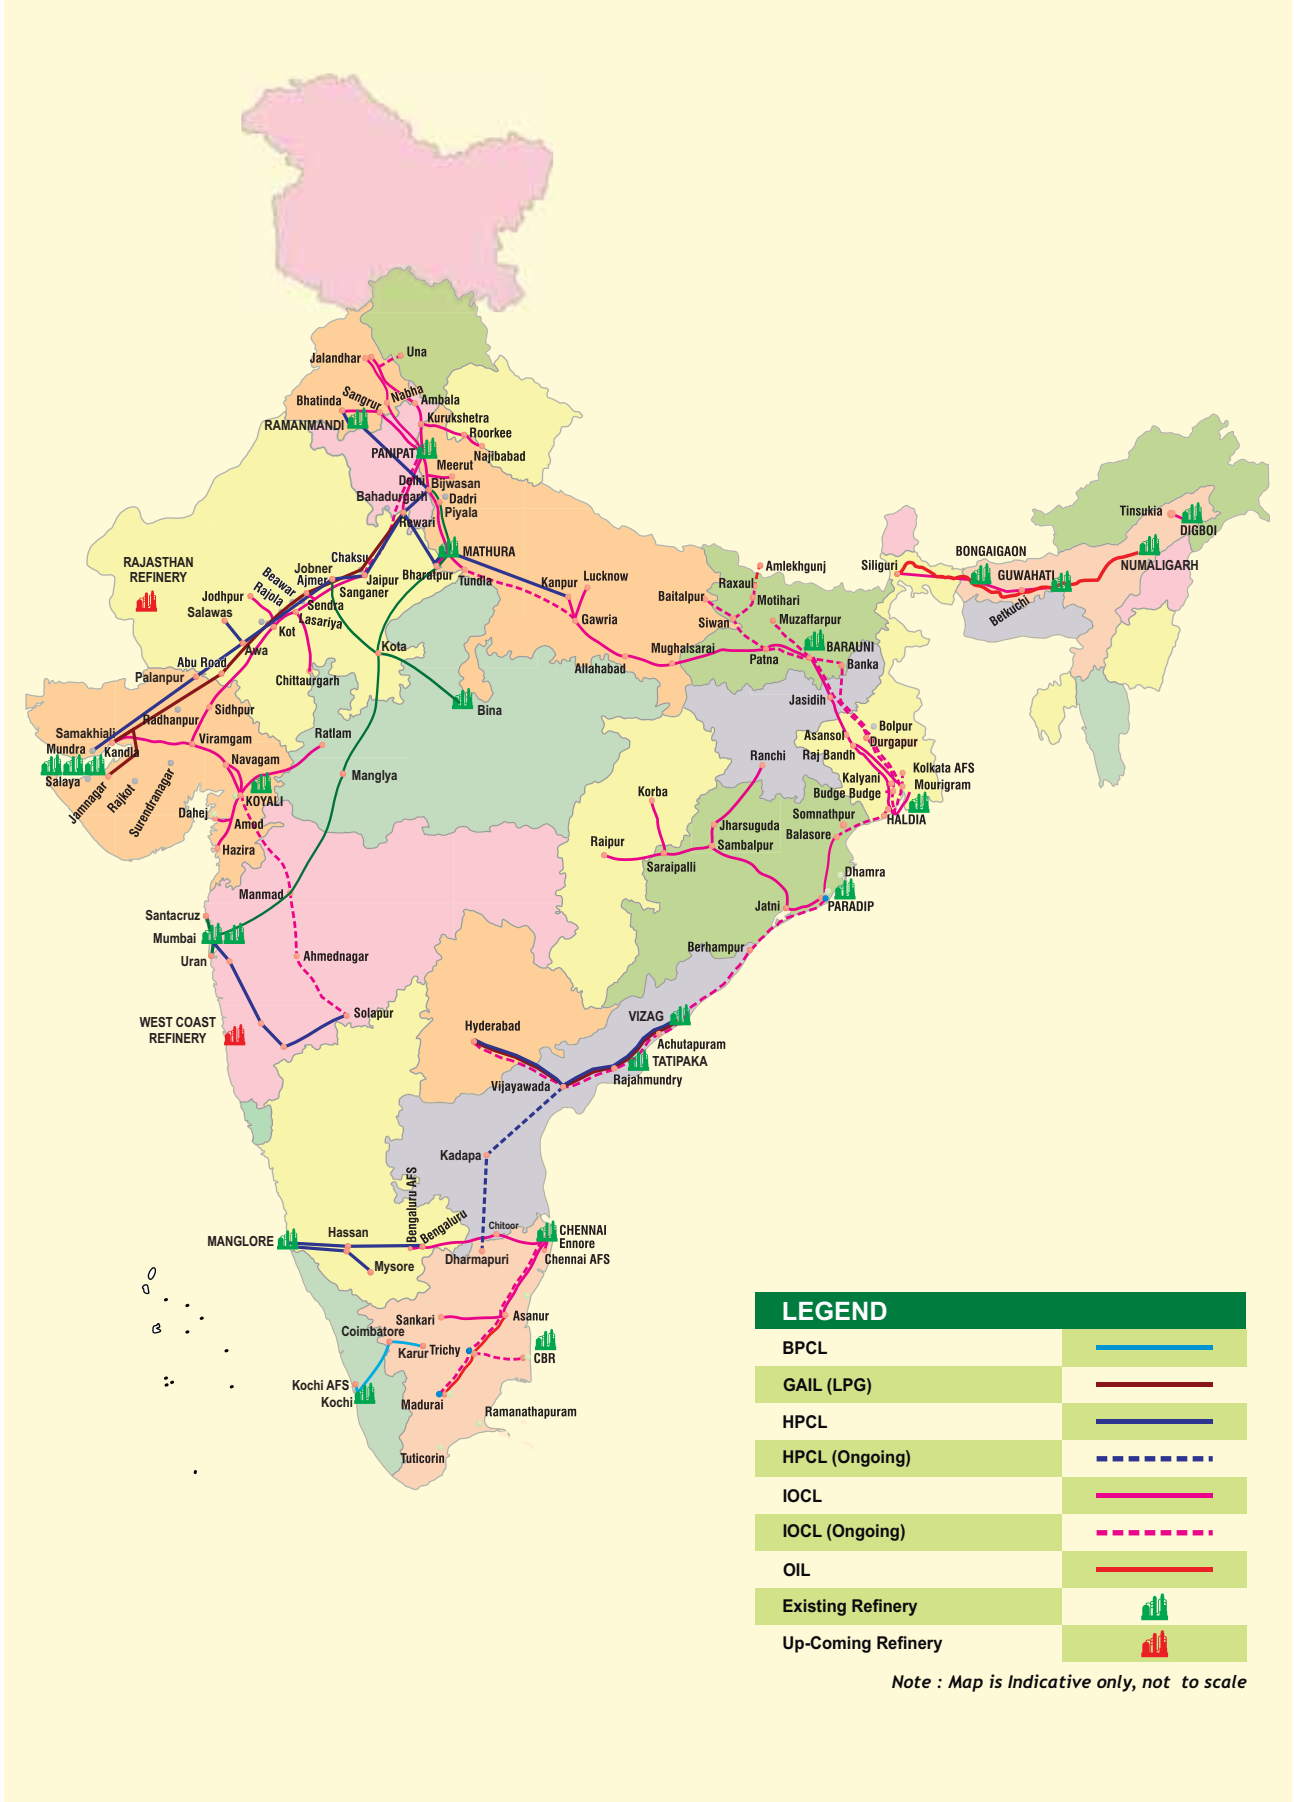 Jalandhar
Una
Bhatinda
Sangrur
Nabha
Ambala
RAMANMANDI
Kurukshetra
Roorkee
PANIPAT
Najibabad
Meerut
Delhi
Bijwasan
Bahadurgarh
Dadri
Piyala
Rewari
MATHURA
Bharatpur
Tundla
Kanpur
Lucknow
Gawria
Allahabad
Mughalsarai
RAJASTHAN
REFINERY
Chaksu
Jobner
Ajmer
Jaipur
Sanganer
Beawar
Rajola
Sendra
Lasariya
Jodhpur
Salawas
Kot
Awa
Abu Road
Palanpur
Chittaurgarh
Kota
Bina
Radhanpur
Sidhpur
Samakhiali
Mundra
Kandla
Viramgam
Ratlam
Navagam
Salaya
Jamnagar
Rajkot
Surendranagar
KOYALI
Manglya
Dahej
Amod
Hazira
Manmad
Santacruz
Mumbai
Uran
Ahmednagar
Solapur
WEST COAST
REFINERY
Amlekhgunj
Raxaul
Baitalpur
Motihari
Siwan
Muzaffarpur
BARAUNI
Patna
Banka
Jasidih
Siliguri
BONGAIGAON
GUWAHATI
Betkuchi
Tinsukia
DIGBOI
NUMALIGARH
Bolpur
Asansol
Durgapur
Raj Bandh
Kolkata AFS
Kalyani
Mourigram
Budge Budge
HALDIA
Somnathpur
Balasore
Ranchi
Korba
Jharsuguda
Raipur
Sambalpur
Saraipalli
Dhamra
Jatni
PARADIP
Berhampur
VIZAG
Hyderabad
Achutapuram
TATIPAKA
Rajahmundry
Vijayawada
Kadapa
Bengaluru AFS
Bengaluru
Chitoor
CHENNAI
Ennore
Chennai AFS
Hassan
MANGLORE
Mysore
Dharmapuri
Sankari
Asanur
Coimbatore
Karur
Trichy
CBR
Kochi AFS
Kochi
Madurai
Ramanathapuram
Tuticorin
LEGEND
BPCL
GAIL (LPG)
HPCL
HPCL (Ongoing)
IOCL
IOCL (Ongoing)
OIL
Existing Refinery
Up-Coming Refinery
Note : Map is Indicative only, not to scale